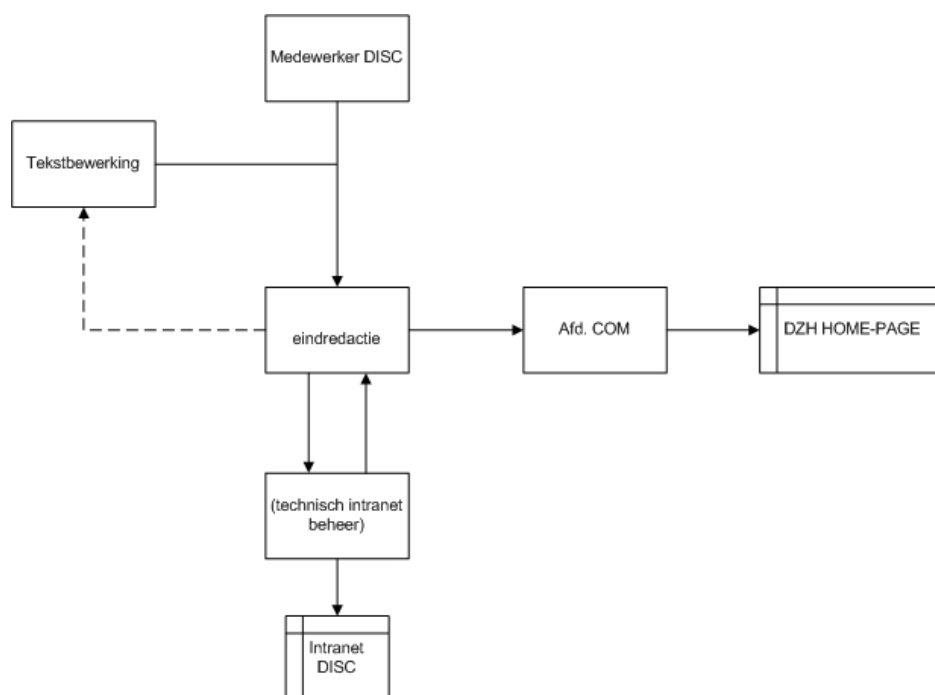 Medewerker DISC
Tekstbewerking
eindredactie
Afd. COM
DZH HOME-PAGE
(technisch intranet
beheer)
Intranet
DISC